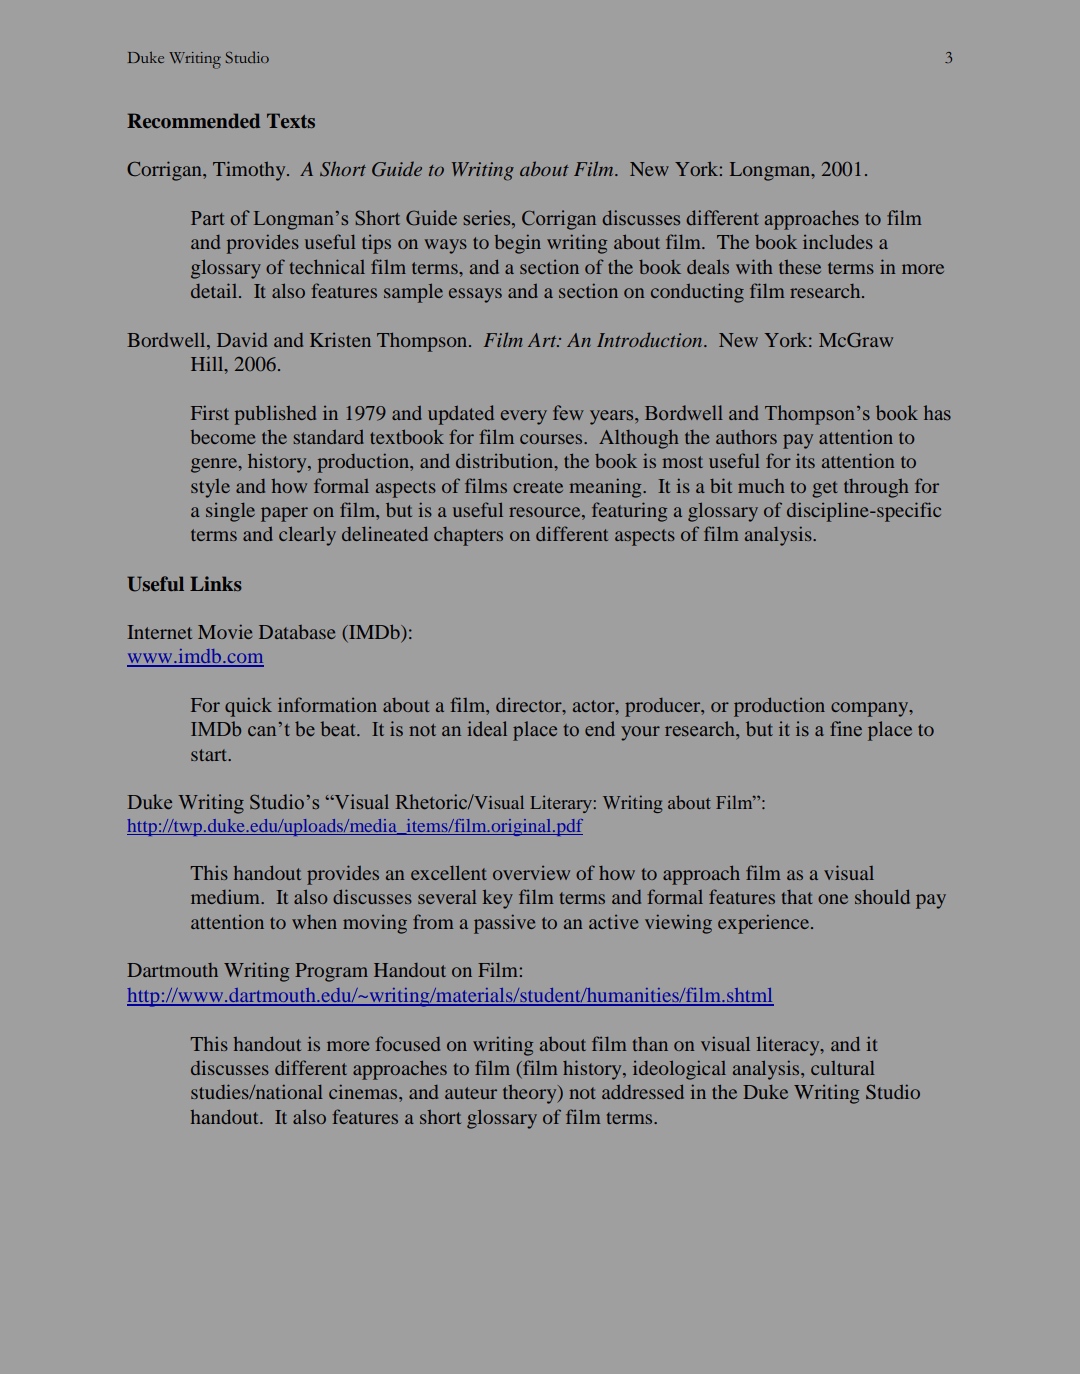 Duke Writing Studio 3
Recommended Texts
Corrigan, Timothy.  A Short Guide to Writing about Film.  New York: Longman, 2001.
Part of Longman’s Short Guide series, Corrigan discusses different approaches to film
and provides useful tips on ways to begin writing about film.  The book includes a
glossary of technical film terms, and a section of the book deals with these terms in more
detail.  It also features sample essays and a section on conducting film research.
Bordwell, David and Kristen Thompson.  Film Art: An Introduction.  New York: McGraw
Hill, 2006.
First published in 1979 and updated every few years, Bordwell and Thompson’s book has
become the standard textbook for film courses.  Although the authors pay attention to
genre, history, production, and distribution, the book is most useful for its attention to
style and how formal aspects of films create meaning.  It is a bit much to get through for
a single paper on film, but is a useful resource, featuring a glossary of discipline-specific
terms and clearly delineated chapters on different aspects of film analysis.
Useful Links
Internet Movie Database (IMDb):
www.imdb.com
For quick information about a film, director, actor, producer, or production company,
IMDb can’t be beat.  It is not an ideal place to end your research, but it is a fine place to
start.
Duke Writing Studio’s “Visual Rhetoric/Visual Literary: Writing about Film”:
http://twp.duke.edu/uploads/media_items/film.original.pdf
This handout provides an excellent overview of how to approach film as a visual
medium.  It also discusses several key film terms and formal features that one should pay
attention to when moving from a passive to an active viewing experience.
Dartmouth Writing Program Handout on Film:
http://www.dartmouth.edu/~writing/materials/student/humanities/film.shtml
This handout is more focused on writing about film than on visual literacy, and it
discusses different approaches to film (film history, ideological analysis, cultural
studies/national cinemas, and auteur theory) not addressed in the Duke Writing Studio
handout.  It also features a short glossary of film terms.